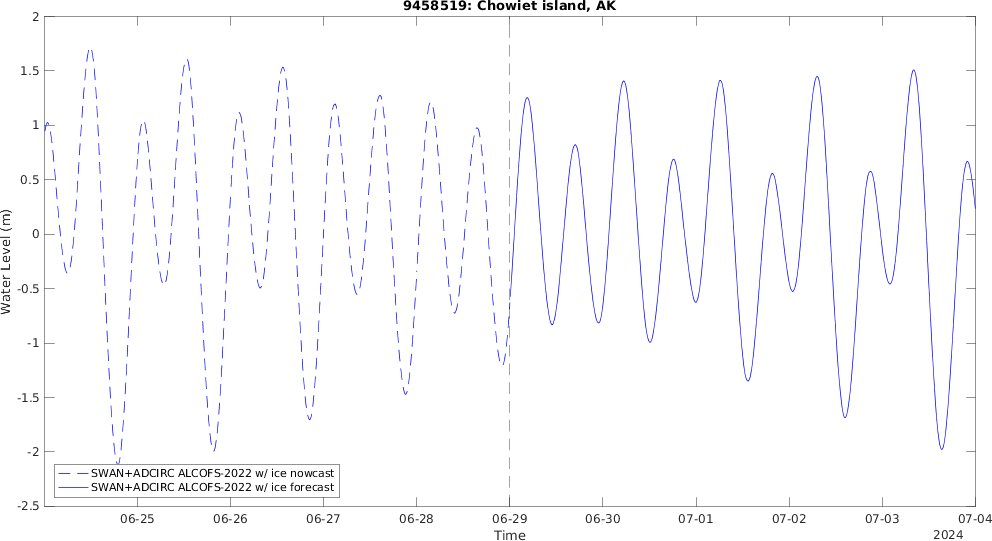 9458519: Chowiet island, AK
2
1.5
1
0.5
0
-0.5
-1
-1.5
-2
-2.5
Water Level (m)
SWAN+ADCIRC ALCOFS-2022 w/ ice nowcast
SWAN+ADCIRC ALCOFS-2022 w/ ice forecast
06-25 06-26 06-27 06-28 06-29 06-30 07-01 07-02 07-03 07-04
Time
2024